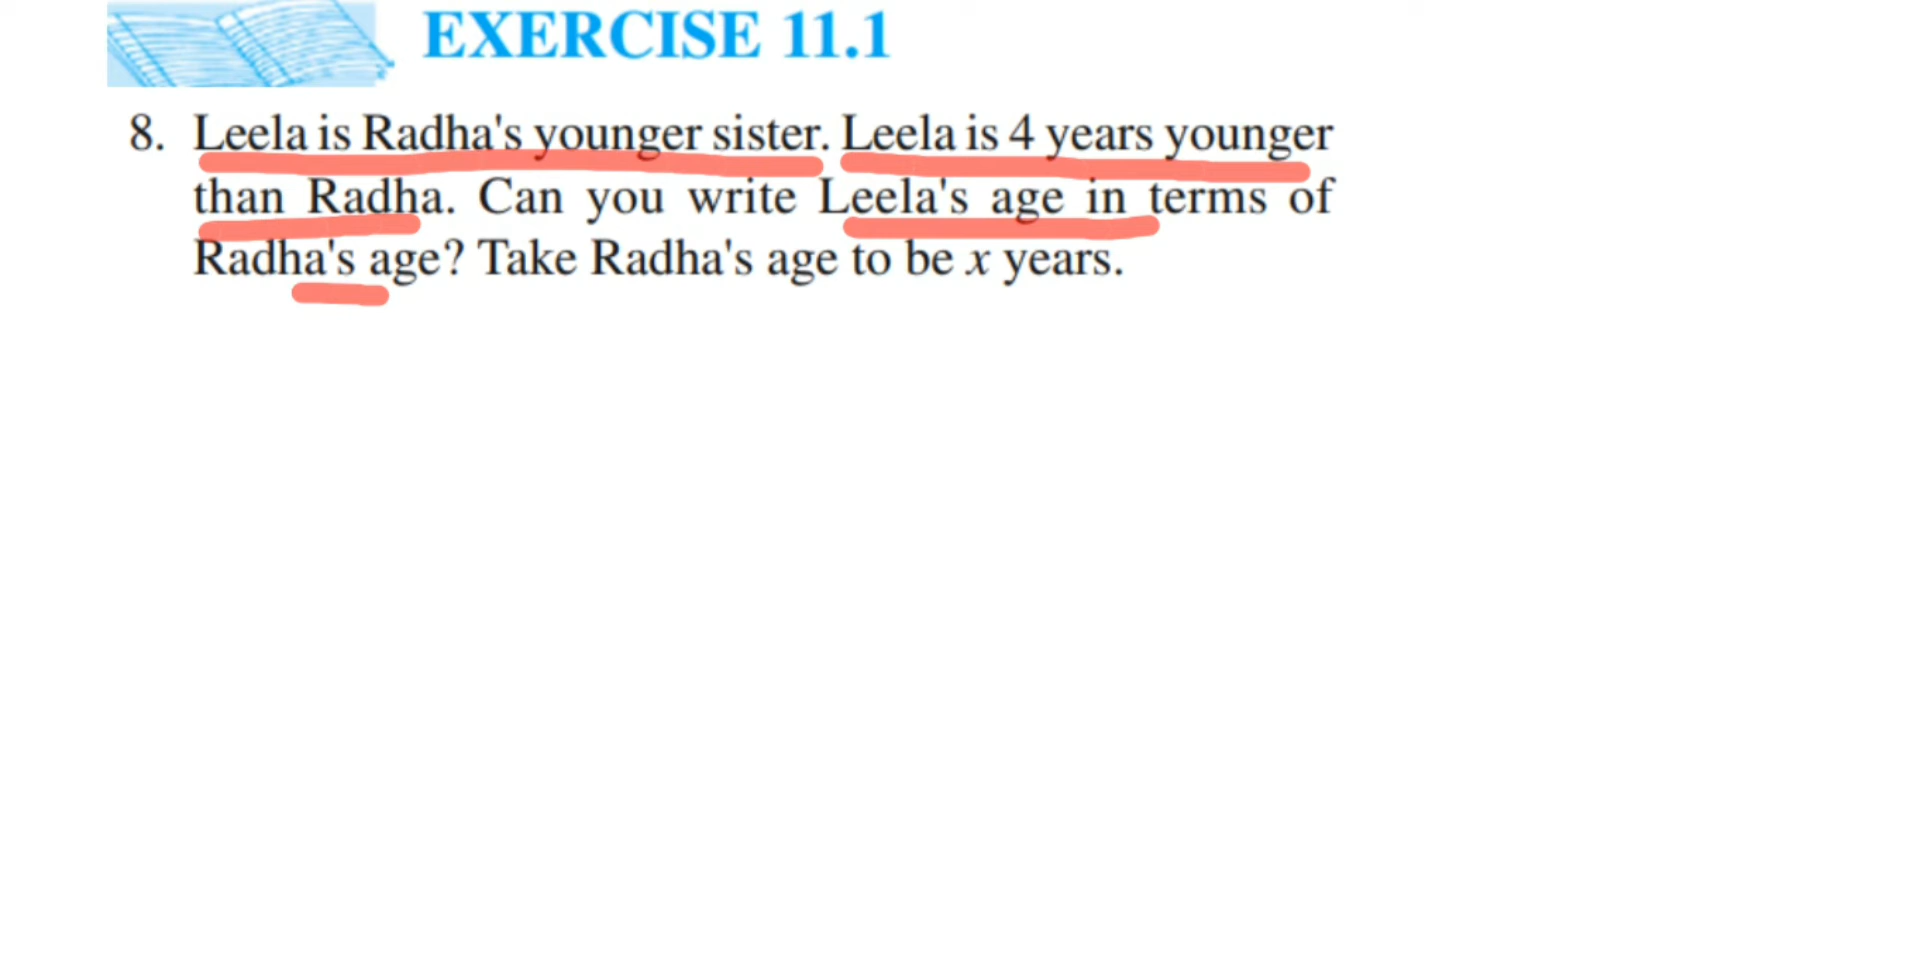 EXERCISE 11.1
8. Leela is Radha's younger sister. Leela is 4 years younger
than Radha. Can you write Leela's age in terms of
Radha's age? Take Radha's age to be x years.